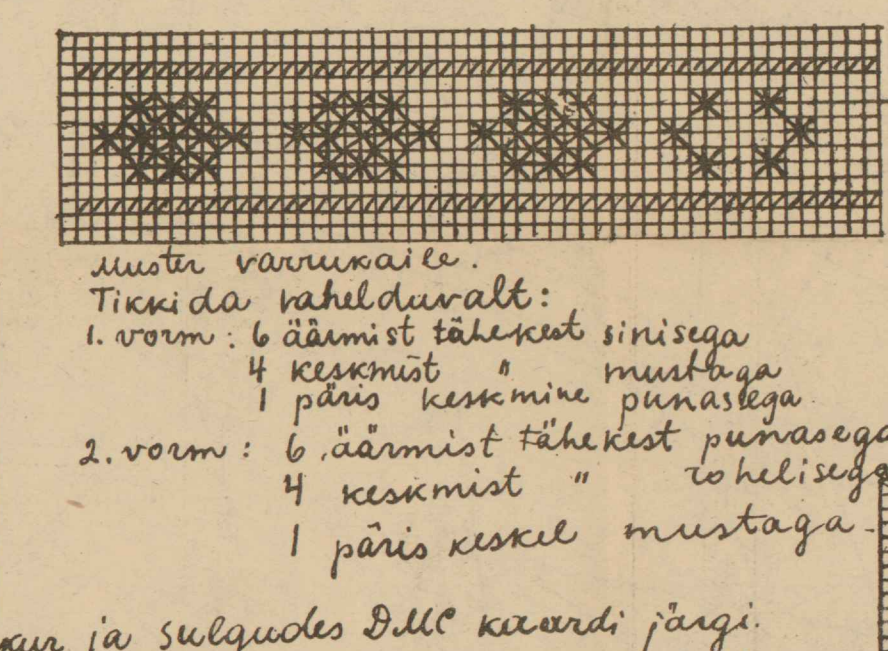 Muster varrukaile.
Tikkida vahelduvalt:
1. vorm: 6 äärmist tähekest sinisega
4 keskmist " mustaga
1 päris keskmine punasega.
2. vorm: 6 äärmist tähekest punasega
4 keskmist " rohelisega
1 päris keskel mustaga.
ja sulgudes DMC kaardi järgi.